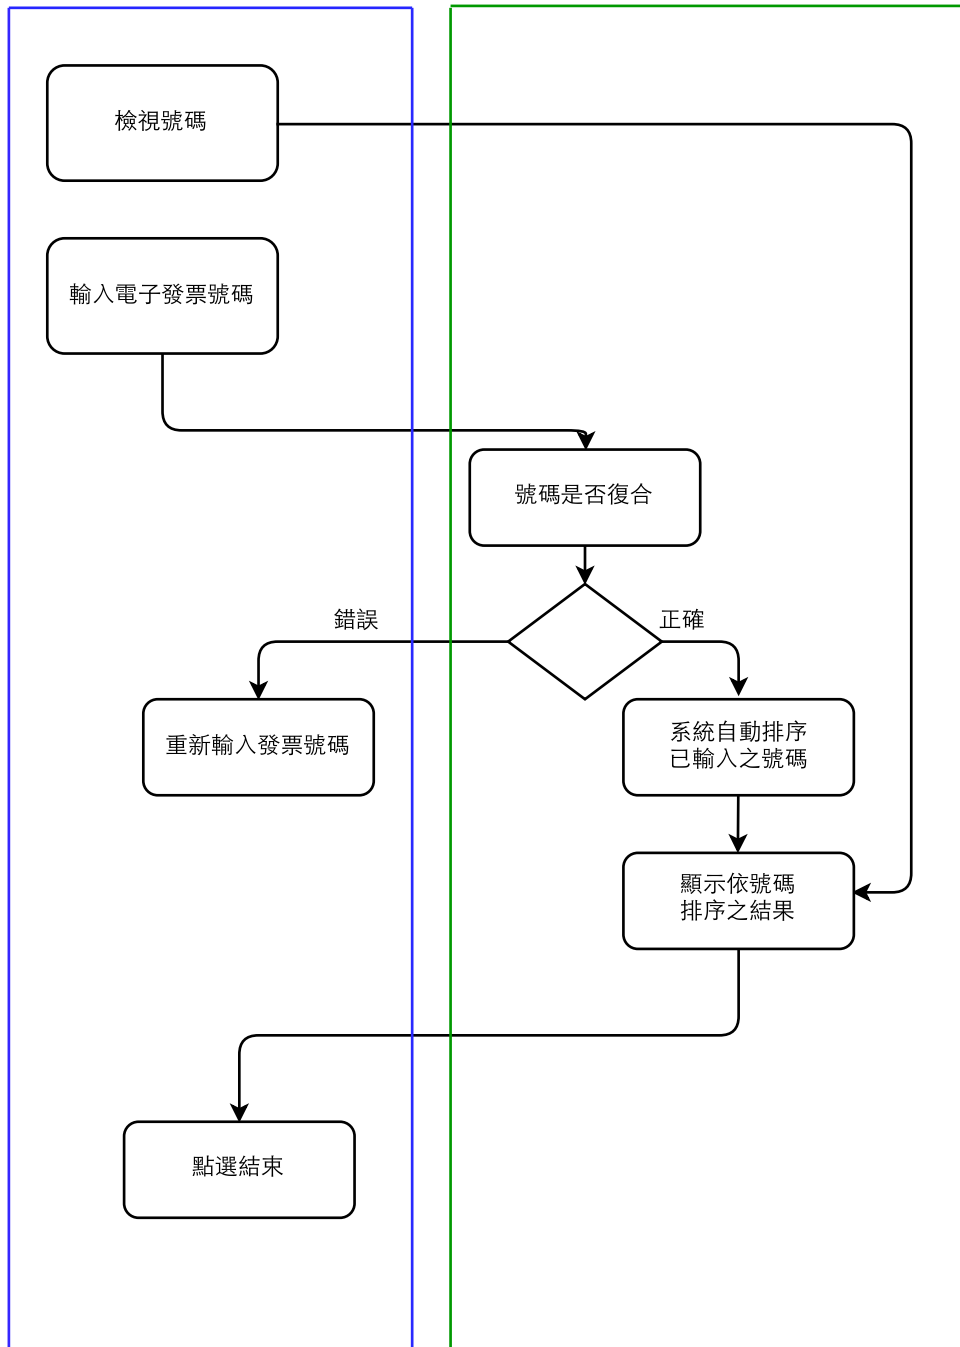 檢視號碼
輸入電子發票號碼
號碼是否復合
錯誤
正確
重新輸入發票號碼
系統自動排序
已輸入之號碼
顯示依號碼
排序之結果
點選結束